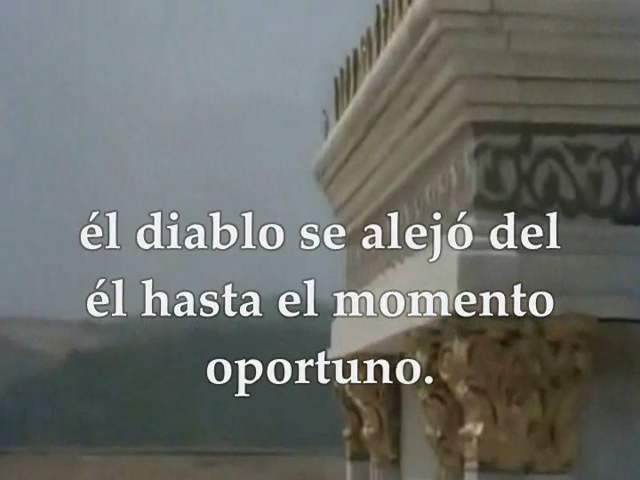 él diablo se alejó del
él hasta el momento
oportuno.